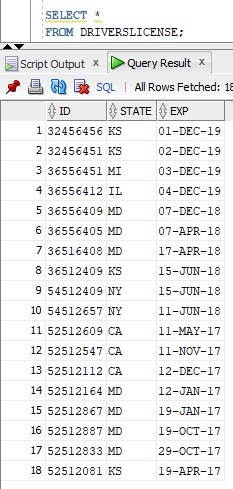 SELECT *
FROM DRIVERSLICENSE;
Script Output × Query Result ×
SQL | All Rows Fetched: 18
ID STATE EXP
1 32456456 KS 01-DEC-19
2 32456451 KS 02-DEC-19
3 36556451 MI 03-DEC-19
4 36556412 IL 04-DEC-19
5 36556409 MD 07-DEC-18
6 36556405 MD 07-APR-18
7 36516408 MD 17-APR-18
8 36512409 KS 15-JUN-18
9 54512409 NY 15-JUN-18
10 54512657 NY 11-JUN-18
11 52512609 CA 11-MAY-17
12 52512547 CA 11-NOV-17
13 52512112 CA 12-DEC-17
14 52512164 MD 12-JAN-17
15 52512867 MD 19-JAN-17
16 52512887 MD 19-OCT-17
17 52512833 MD 29-OCT-17
18 52512081 KS 19-APR-17